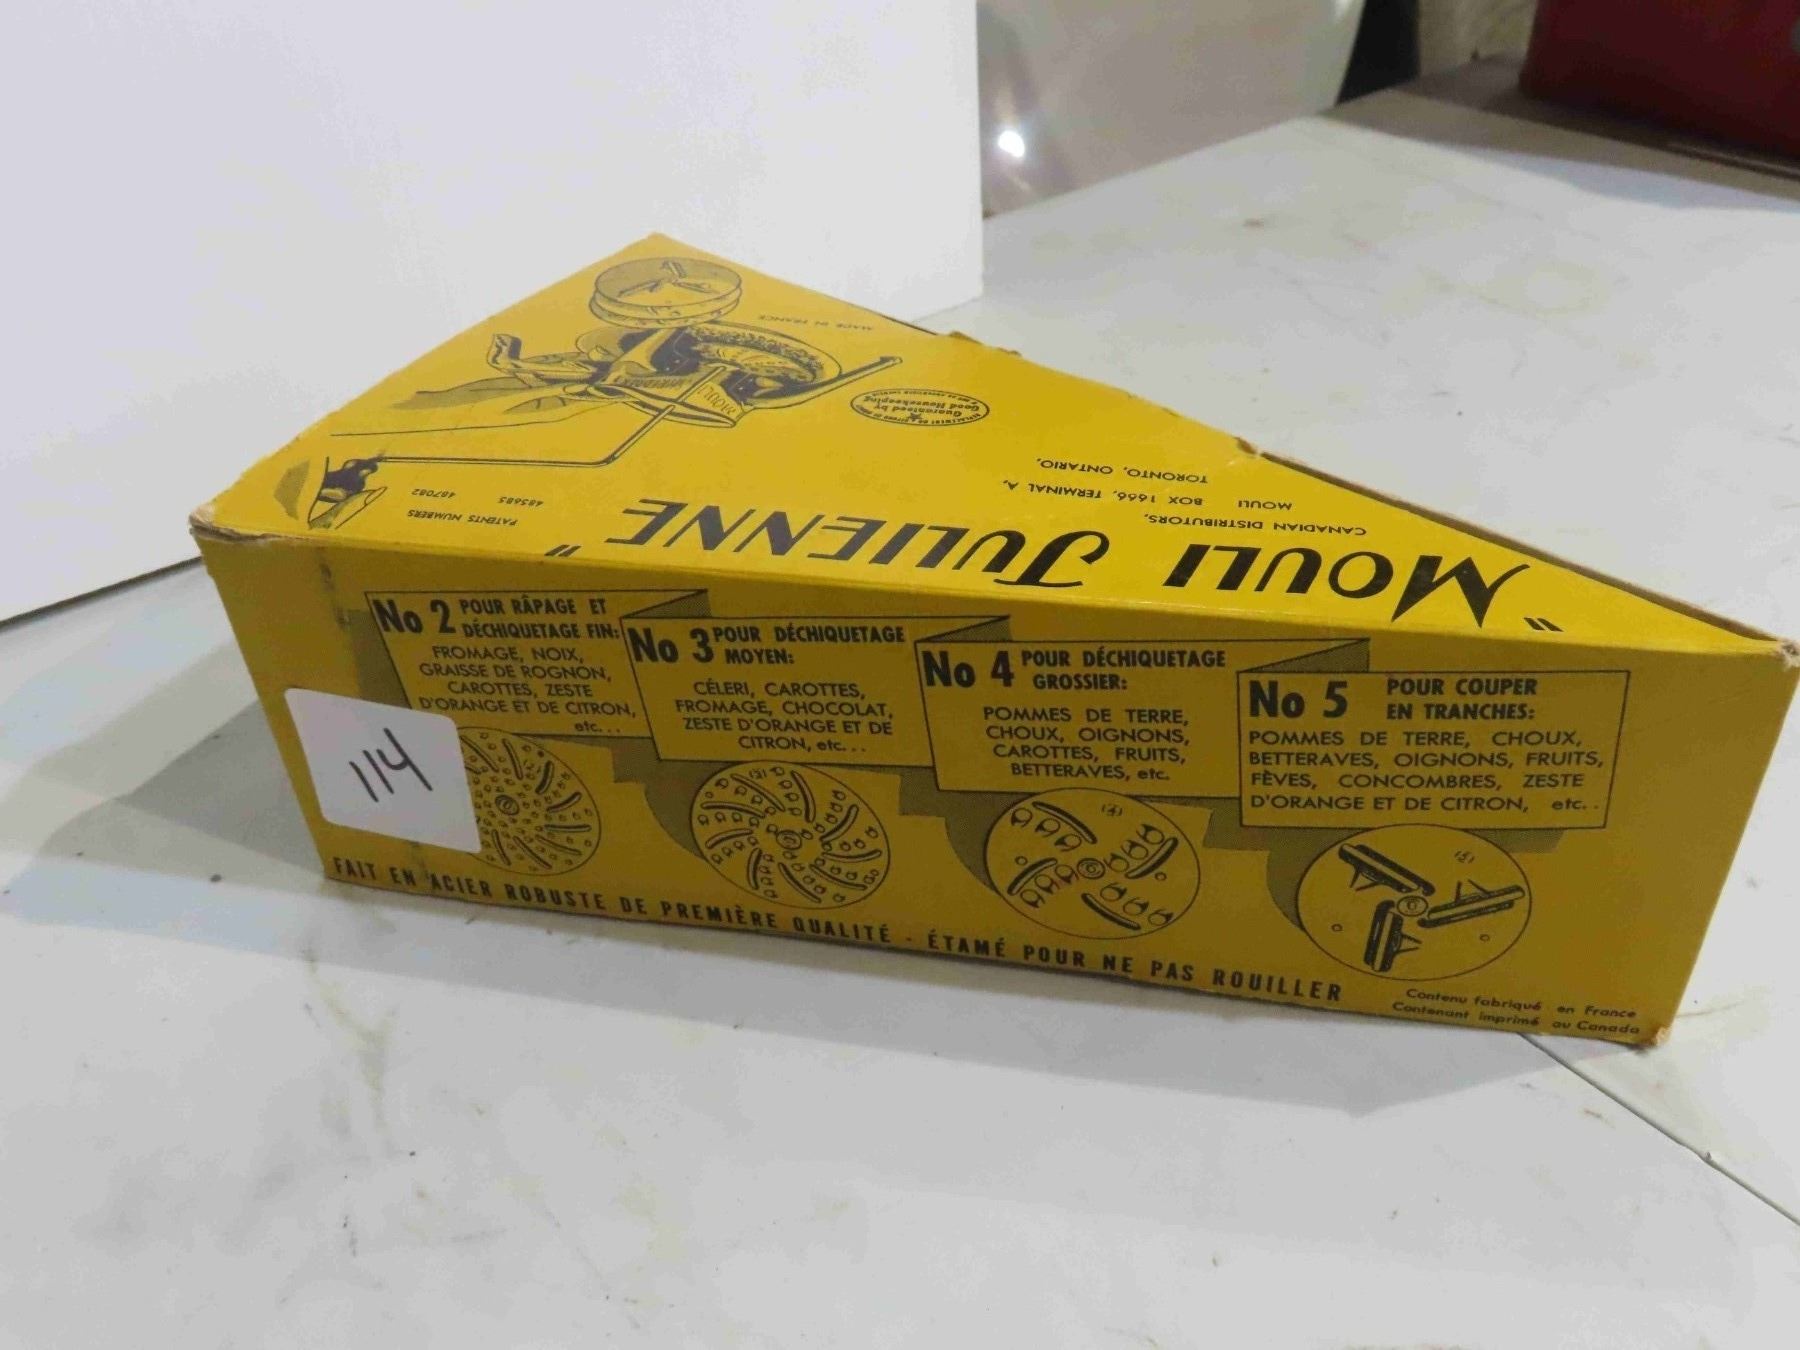 "MOULI JULIENNE"
CANADIAN DISTRIBUTORS,
MOULI BOX 1666, TERMINAL A,
TORONTO, ONTARIO,
PATENTS NUMBERS
485685 487082
Guaranteed by
Good Housekeeping
MADE IN FRANCE
MOULI
No 2 POUR RÂPAGE ET
DÉCHIQUETAGE FIN:
FROMAGE, NOIX,
GRAISSE DE ROGNON,
CAROTTES, ZESTE
D'ORANGE ET DE CITRON,
etc...
No 3 POUR DÉCHIQUETAGE
MOYEN:
CÉLERI, CAROTTES,
FROMAGE, CHOCOLAT,
ZESTE D'ORANGE ET DE
CITRON, etc...
(3)
No 4 POUR DÉCHIQUETAGE
GROSSIER:
POMMES DE TERRE,
CHOUX, OIGNONS,
CAROTTES, FRUITS,
BETTERAVES, etc.
(4)
No 5 POUR COUPER
EN TRANCHES:
POMMES DE TERRE, CHOUX,
BETTERAVES, OIGNONS, FRUITS,
FÈVES, CONCOMBRES, ZESTE
D'ORANGE ET DE CITRON, etc..
(5)
114
FAIT EN ACIER ROBUSTE DE PREMIÈRE QUALITÉ - ÉTAMÉ POUR NE PAS ROUILLER
Contenu fabriqué en France
Contenant imprimé au Canada